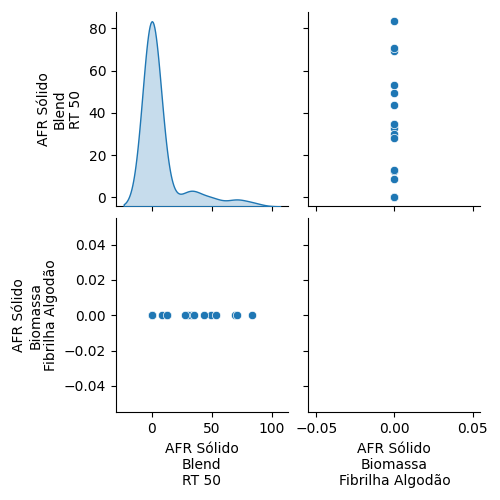 80
60
40
20
0
AFR Sólido
Blend
RT 50
0.04
0.02
0.00
−0.02
−0.04
AFR Sólido
Biomassa
Fibrilha Algodão
0
50
100
AFR Sólido
Blend
RT 50
−0.05
0.00
0.05
AFR Sólido
Biomassa
Fibrilha Algodão